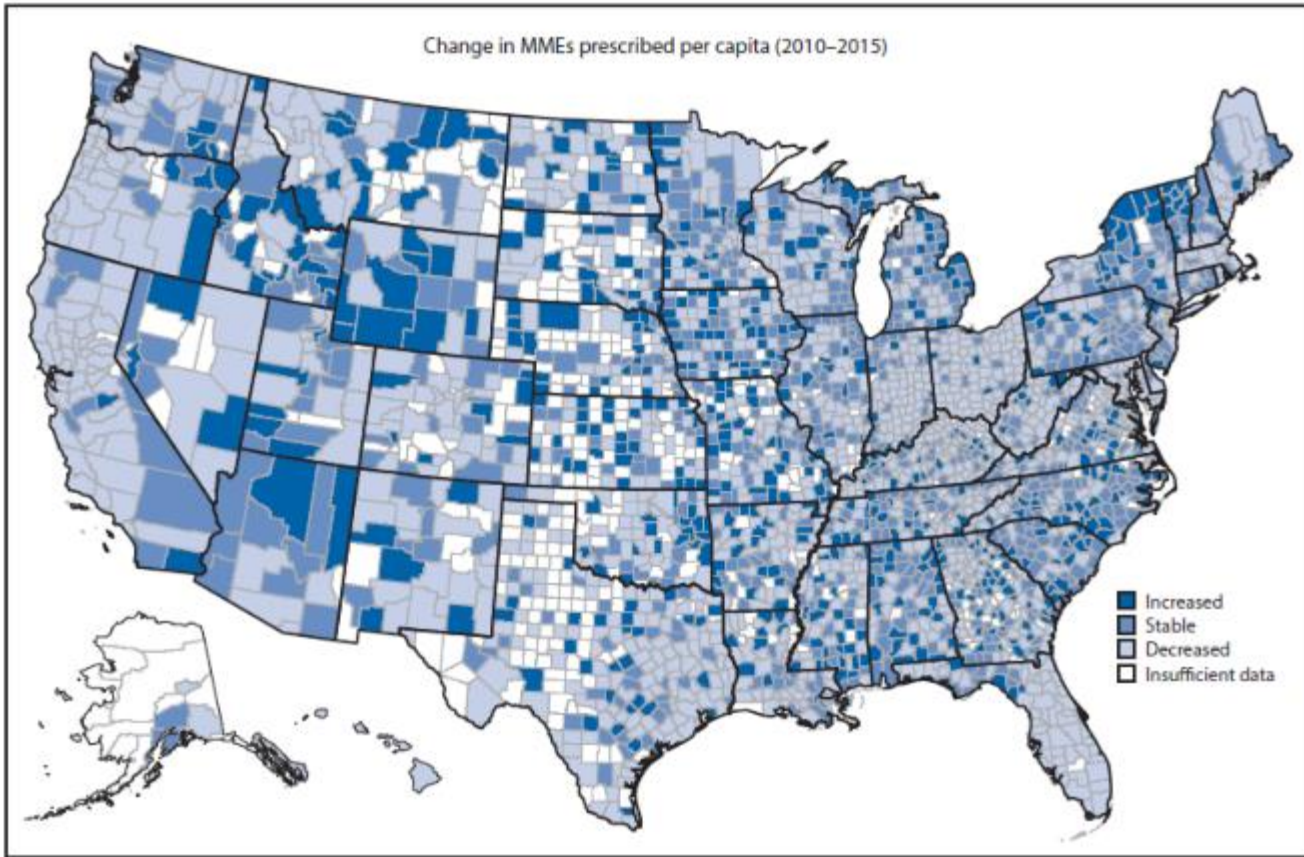 Change in MMEs prescribed per capita (2010–2015)
Increased
Stable
Decreased
Insufficient data